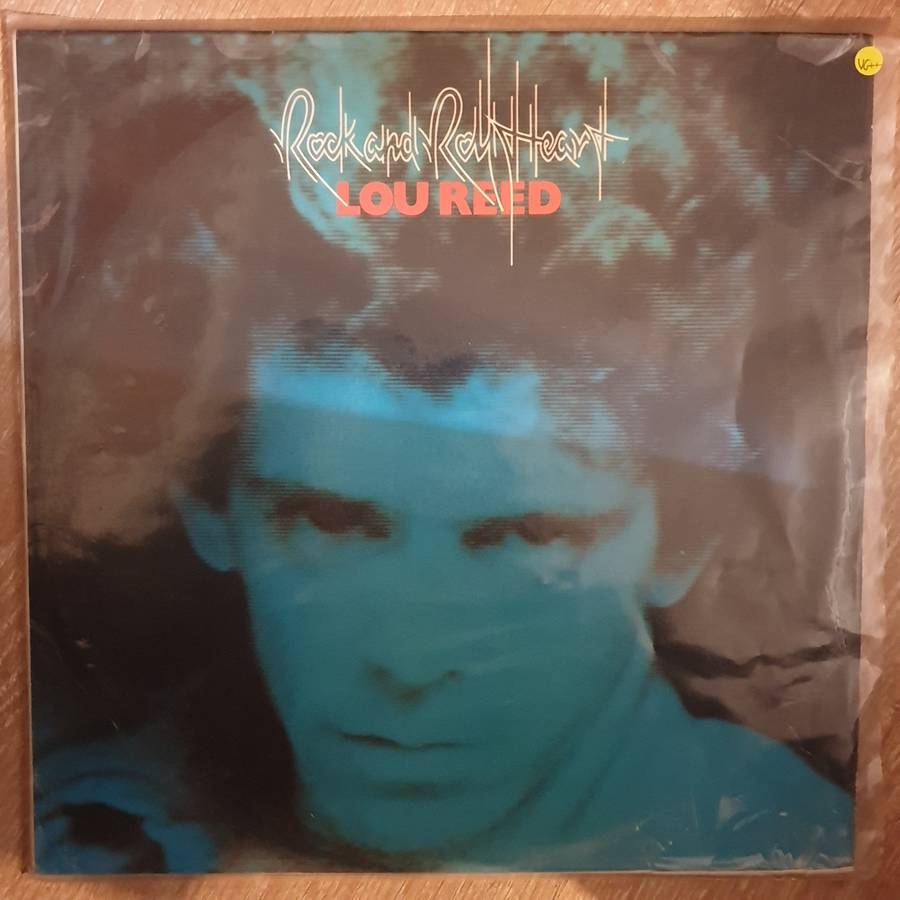 Rock and Roll Heart
LOU REED
VG++